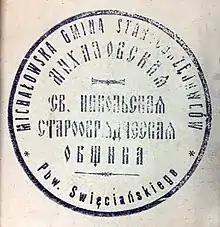 MICHAŁOWSKA GMINA
МИХАЛОВСКАЯ
СВ. НИКОЛЬСКАЯ
СТАРООБРЯДЧЕСКАЯ
ОБЩИНА
* Pow. Święciańskiego *